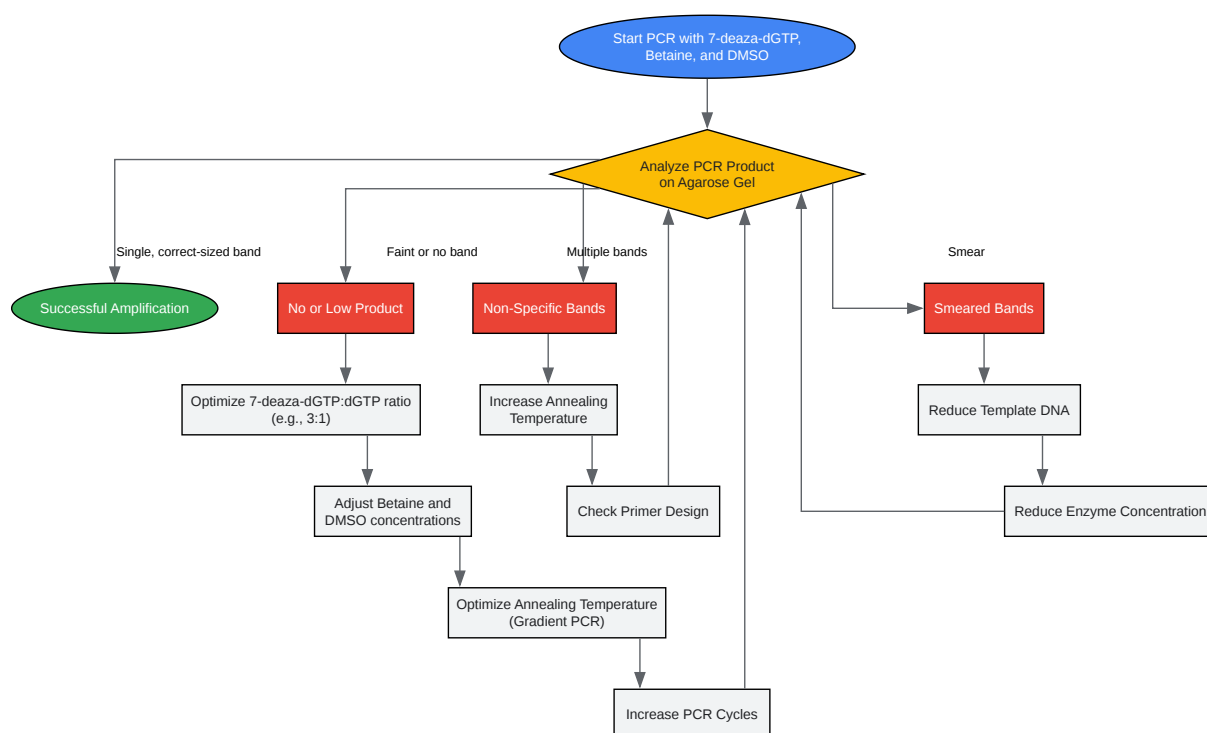 Start PCR with 7-deaza-dGTP,
Betaine, and DMSO
Analyze PCR Product
on Agarose Gel
Single, correct-sized band
Faint or no band
Multiple bands
Smear
Successful Amplification
No or Low Product
Non-Specific Bands
Smeared Bands
Optimize 7-deaza-dGTP:dGTP ratio
(e.g., 3:1)
Increase Annealing
Temperature
Reduce Template DNA
Adjust Betaine and
DMSO concentrations
Check Primer Design
Reduce Enzyme Concentration
Optimize Annealing Temperature
(Gradient PCR)
Increase PCR Cycles